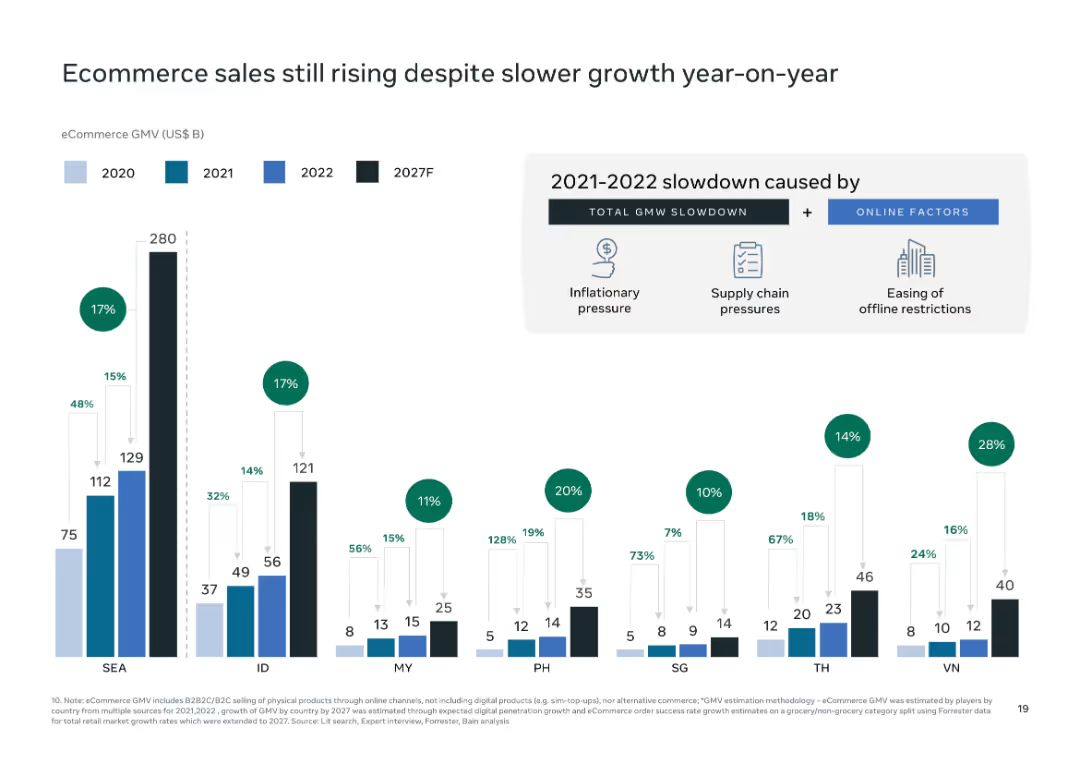 Ecommerce sales still rising despite slower growth year-on-year
eCommerce GMV (US$ B)
2020
2021
2022
2027F
2021-2022 slowdown caused by
TOTAL GMW SLOWDOWN
+
ONLINE FACTORS
Inflationary
pressure
Supply chain
pressures
Easing of
offline restrictions
280
17%
15%
48%
129
112
75
SEA
17%
14%
32%
121
56
49
37
ID
11%
15%
56%
25
15
13
8
MY
20%
19%
128%
35
14
12
5
PH
10%
7%
73%
14
9
8
5
SG
14%
18%
67%
46
23
20
12
TH
28%
16%
24%
40
12
10
8
VN
10. Note: eCommerce GMV includes B2B2C/B2C selling of physical products through online channels, not including digital products (e.g. sim-top-ups), nor alternative commerce; *GMV estimation methodology – eCommerce GMV was estimated by players by
country from multiple sources for 2021,2022 , growth of GMV by country by 2027 was estimated through expected digital penetration growth and eCommerce order success rate growth estimates on a grocery/non-grocery category split using Forrester data
for total retail market growth rates which were extended to 2027. Source: Lit search, Expert interview, Forrester, Bain analysis
19